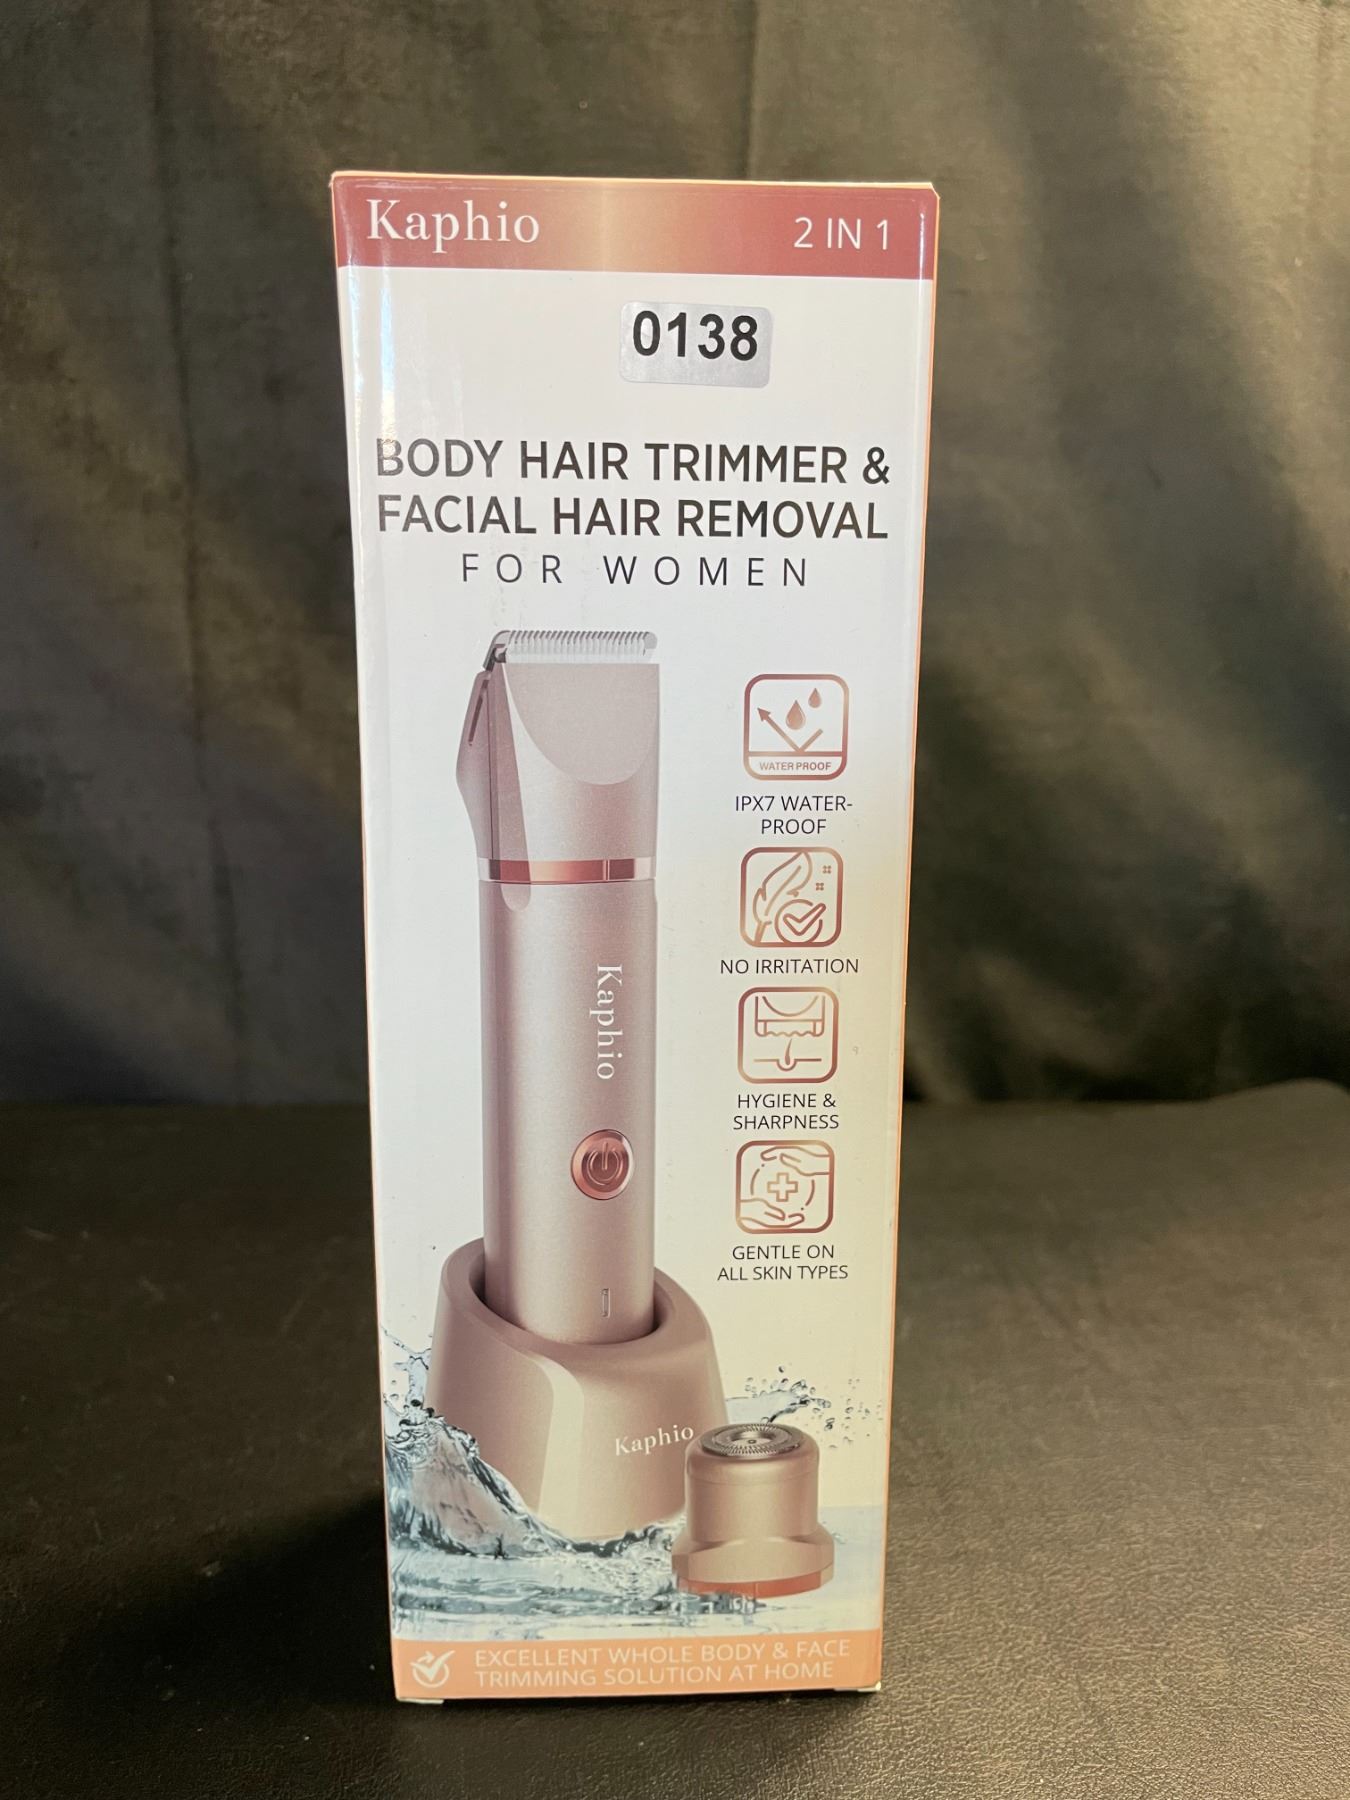 Kaphio 2 IN 1
0138
BODY HAIR TRIMMER &
FACIAL HAIR REMOVAL
FOR WOMEN
WATER PROOF
IPX7 WATER-
PROOF
NO IRRITATION
HYGIENE &
SHARPNESS
GENTLE ON
ALL SKIN TYPES
Kaphio
Kaphio
EXCELLENT WHOLE BODY & FACE
TRIMMING SOLUTION AT HOME